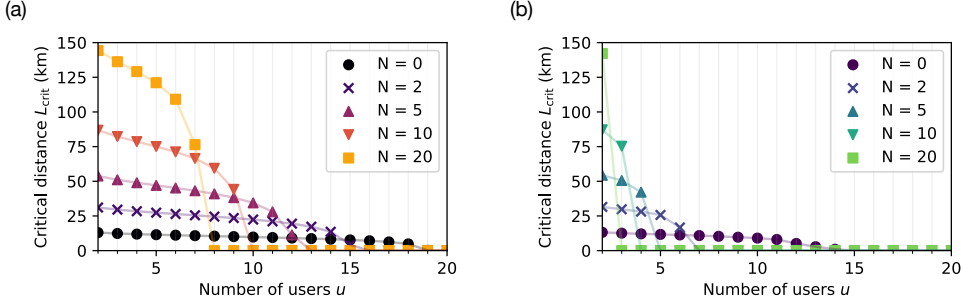 (a)
150
125
100
75
50
25
0
Critical distance L_crit (km)
N = 0
N = 2
N = 5
N = 10
N = 20
5
10
15
20
Number of users u
(b)
150
125
100
75
50
25
0
Critical distance L_crit (km)
N = 0
N = 2
N = 5
N = 10
N = 20
5
10
15
20
Number of users u